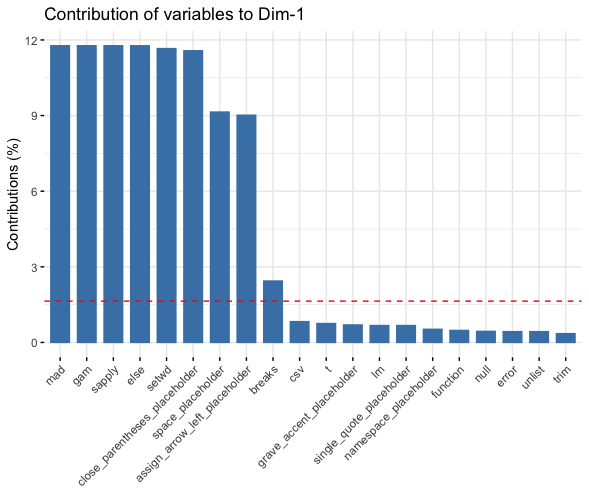 Contribution of variables to Dim-1
Contributions (%)
12
9
6
3
0
mad
gam
sapply
else
setwd
close_parentheses_placeholder
space_placeholder
assign_arrow_left_placeholder
breaks
csv
t
grave_accent_placeholder
lm
single_quote_placeholder
namespace_placeholder
function
null
error
unlist
trim